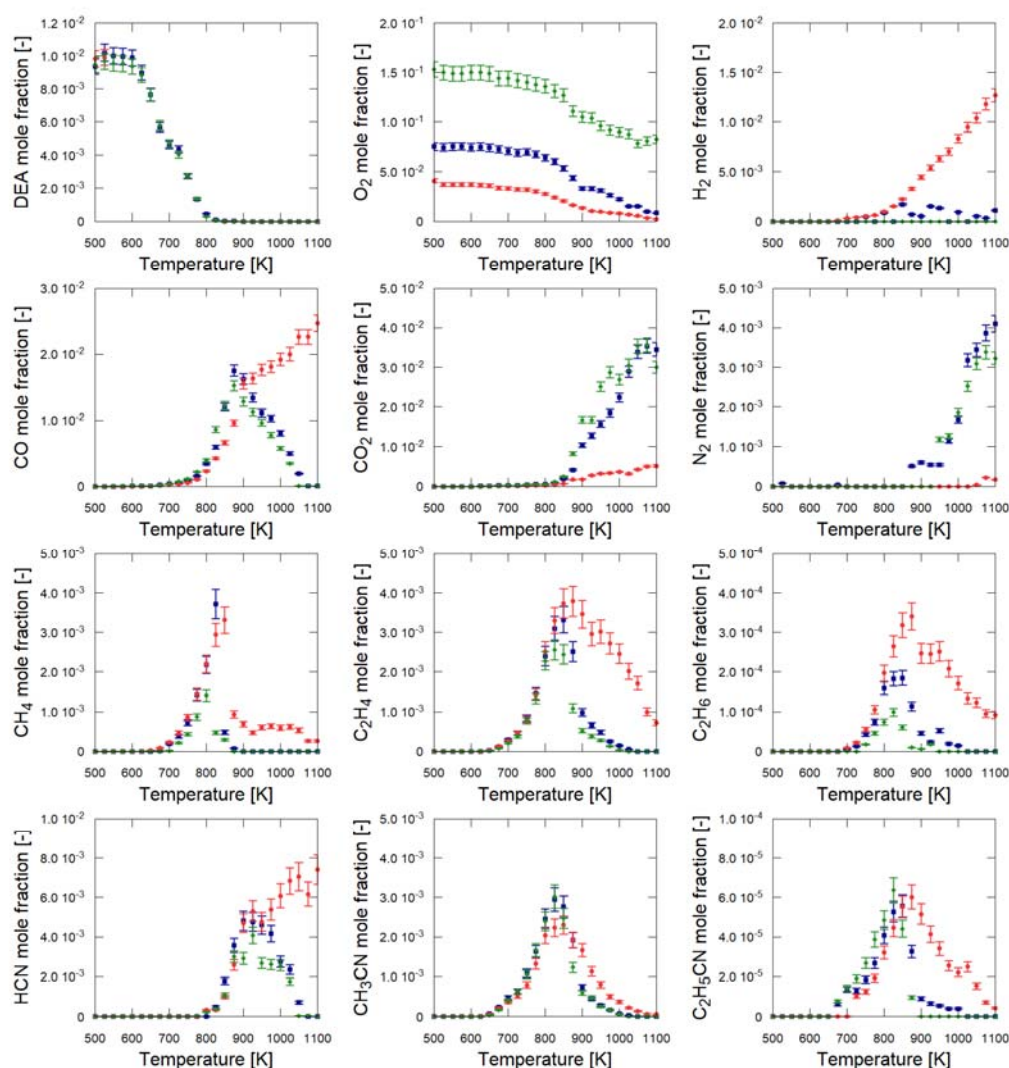 DEA mole fraction [-]
1.2 10⁻²
1.0 10⁻²
8.0 10⁻³
6.0 10⁻³
4.0 10⁻³
2.0 10⁻³
0
500 600 700 800 900 1000 1100
Temperature [K]
O₂ mole fraction [-]
2.0 10⁻¹
1.5 10⁻¹
1.0 10⁻¹
5.0 10⁻²
0
500 600 700 800 900 1000 1100
Temperature [K]
H₂ mole fraction [-]
2.0 10⁻²
1.5 10⁻²
1.0 10⁻²
5.0 10⁻³
0
500 600 700 800 900 1000 1100
Temperature [K]
CO mole fraction [-]
3.0 10⁻²
2.0 10⁻²
1.0 10⁻²
0
500 600 700 800 900 1000 1100
Temperature [K]
CO₂ mole fraction [-]
5.0 10⁻²
4.0 10⁻²
3.0 10⁻²
2.0 10⁻²
1.0 10⁻²
0
500 600 700 800 900 1000 1100
Temperature [K]
N₂ mole fraction [-]
5.0 10⁻³
4.0 10⁻³
3.0 10⁻³
2.0 10⁻³
1.0 10⁻³
0
500 600 700 800 900 1000 1100
Temperature [K]
CH₄ mole fraction [-]
5.0 10⁻³
4.0 10⁻³
3.0 10⁻³
2.0 10⁻³
1.0 10⁻³
0
500 600 700 800 900 1000 1100
Temperature [K]
C₂H₄ mole fraction [-]
5.0 10⁻³
4.0 10⁻³
3.0 10⁻³
2.0 10⁻³
1.0 10⁻³
0
500 600 700 800 900 1000 1100
Temperature [K]
C₂H₆ mole fraction [-]
5.0 10⁻⁴
4.0 10⁻⁴
3.0 10⁻⁴
2.0 10⁻⁴
1.0 10⁻⁴
0
500 600 700 800 900 1000 1100
Temperature [K]
HCN mole fraction [-]
1.0 10⁻²
8.0 10⁻³
6.0 10⁻³
4.0 10⁻³
2.0 10⁻³
0
500 600 700 800 900 1000 1100
Temperature [K]
CH₃CN mole fraction [-]
5.0 10⁻³
4.0 10⁻³
3.0 10⁻³
2.0 10⁻³
1.0 10⁻³
0
500 600 700 800 900 1000 1100
Temperature [K]
C₂H₅CN mole fraction [-]
1.0 10⁻⁴
8.0 10⁻⁵
6.0 10⁻⁵
4.0 10⁻⁵
2.0 10⁻⁵
0
500 600 700 800 900 1000 1100
Temperature [K]